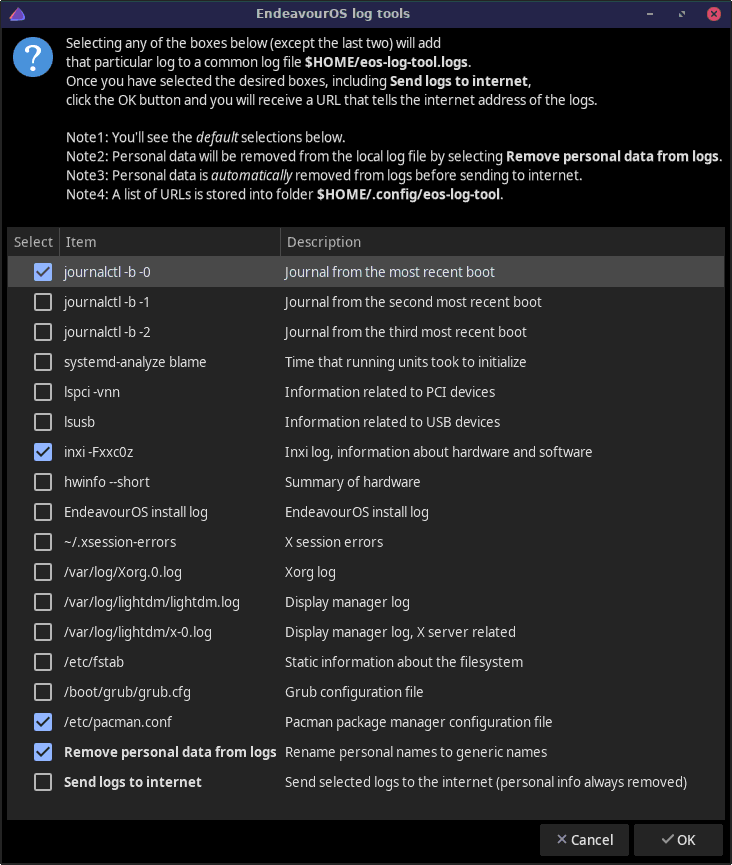 EndeavourOS log tools
Selecting any of the boxes below (except the last two) will add
that particular log to a common log file $HOME/eos-log-tool.logs.
Once you have selected the desired boxes, including Send logs to internet,
click the OK button and you will receive a URL that tells the internet address of the logs.
Note1: You'll see the default selections below.
Note2: Personal data will be removed from the local log file by selecting Remove personal data from logs.
Note3: Personal data is automatically removed from logs before sending to internet.
Note4: A list of URLs is stored into folder $HOME/.config/eos-log-tool.
Select Item Description
journalctl -b -0 Journal from the most recent boot
journalctl -b -1 Journal from the second most recent boot
journalctl -b -2 Journal from the third most recent boot
systemd-analyze blame Time that running units took to initialize
lspci -vnn Information related to PCI devices
lsusb Information related to USB devices
inxi -Fxxc0z Inxi log, information about hardware and software
hwinfo --short Summary of hardware
EndeavourOS install log EndeavourOS install log
~/.xsession-errors X session errors
/var/log/Xorg.0.log Xorg log
/var/log/lightdm/lightdm.log Display manager log
/var/log/lightdm/x-0.log Display manager log, X server related
/etc/fstab Static information about the filesystem
/boot/grub/grub.cfg Grub configuration file
/etc/pacman.conf Pacman package manager configuration file
Remove personal data from logs Rename personal names to generic names
Send logs to internet Send selected logs to the internet (personal info always removed)
Cancel OK